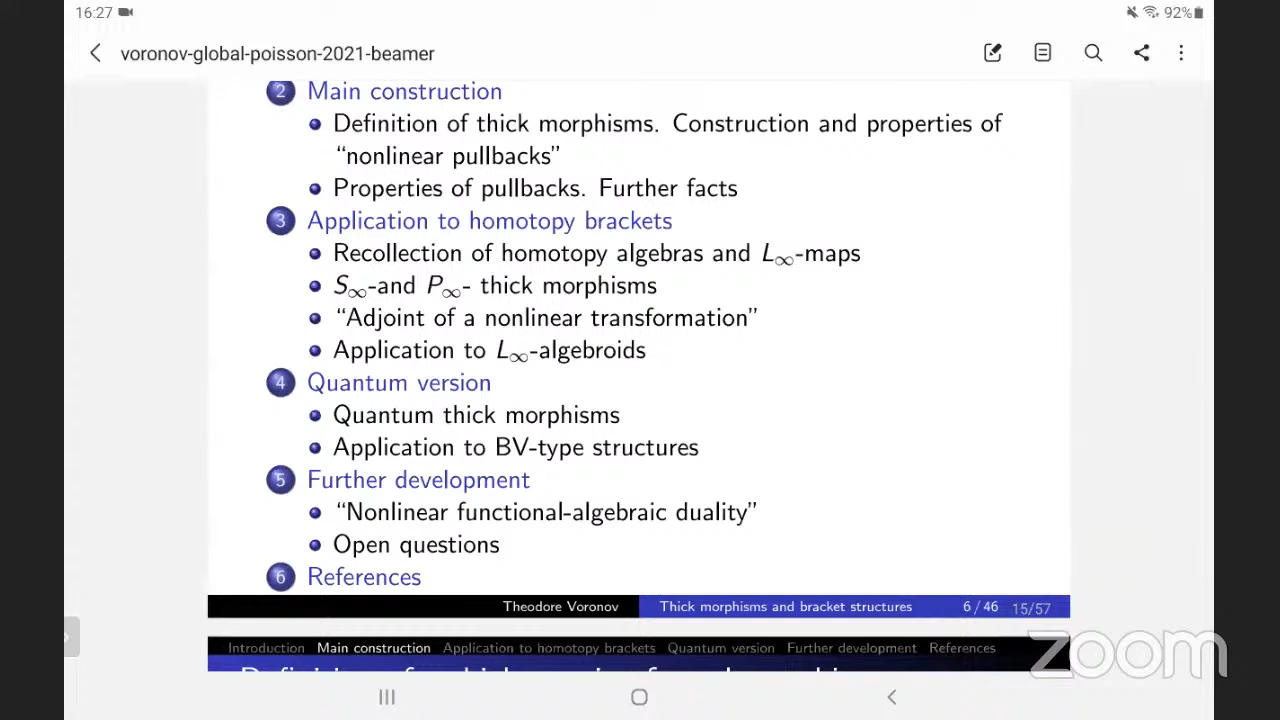 16:27
92%
voronov-global-poisson-2021-beamer
2 Main construction
• Definition of thick morphisms. Construction and properties of
“nonlinear pullbacks”
• Properties of pullbacks. Further facts
3 Application to homotopy brackets
• Recollection of homotopy algebras and L∞-maps
• S∞-and P∞- thick morphisms
• “Adjoint of a nonlinear transformation”
• Application to L∞-algebroids
4 Quantum version
• Quantum thick morphisms
• Application to BV-type structures
5 Further development
• “Nonlinear functional-algebraic duality”
• Open questions
6 References
Theodore Voronov Thick morphisms and bracket structures 6 / 46 15/57
Introduction Main construction Application to homotopy brackets Quantum version Further development References
zoom